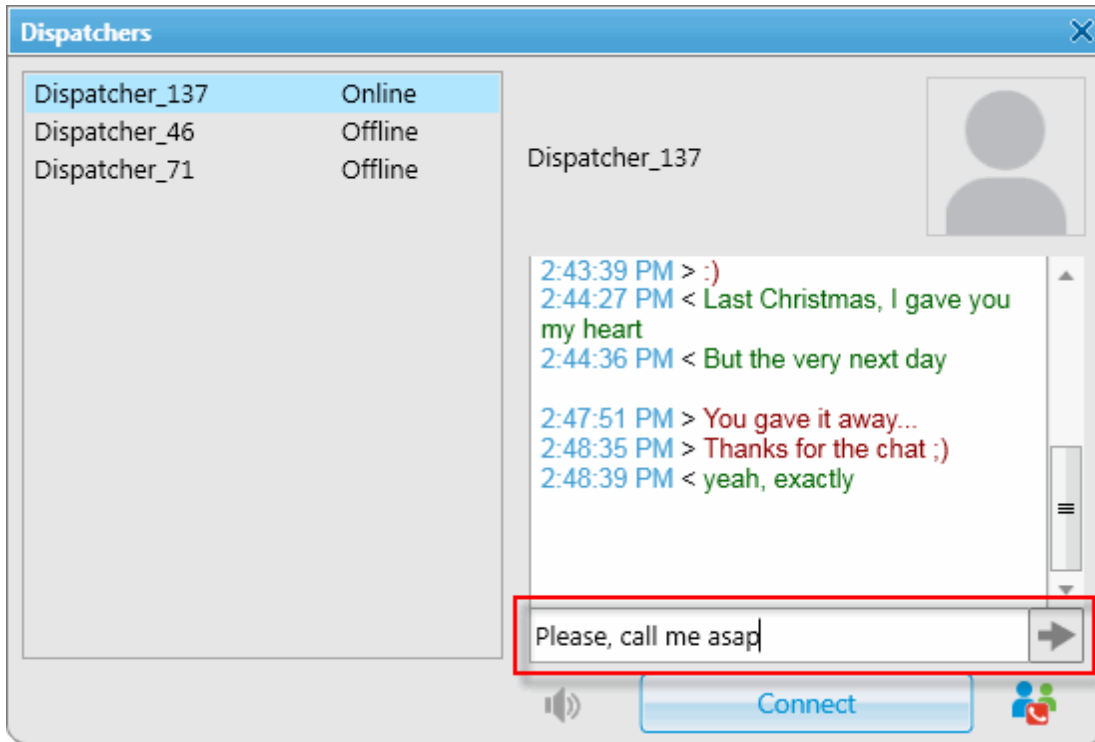 Dispatchers
Dispatcher_137 Online
Dispatcher_46 Offline
Dispatcher_71 Offline
Dispatcher_137
2:43:39 PM > :)
2:44:27 PM < Last Christmas, I gave you
my heart
2:44:36 PM < But the very next day
2:47:51 PM > You gave it away...
2:48:35 PM > Thanks for the chat ;)
2:48:39 PM < yeah, exactly
Please, call me asap
Connect